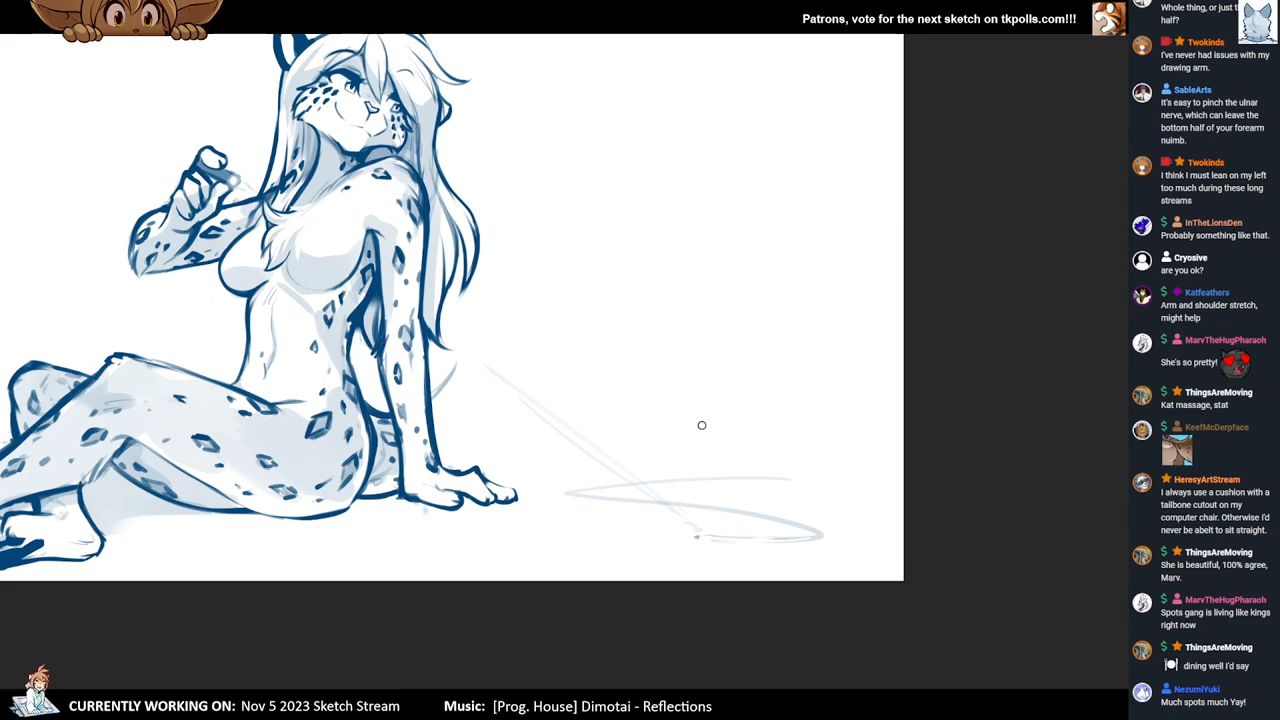 Patrons, vote for the next sketch on tkpolls.com!!!
Whole thing, or just
half?
Twokinds
I've never had issues with my
drawing arm.
SableArts
It's easy to pinch the ulnar
nerve, which can leave the
bottom half of your forearm
nuimb.
Twokinds
I think I must lean on my left
too much during these long
streams
InTheLionsDen
Probably something like that.
Cryosive
are you ok?
Katfeathers
Arm and shoulder stretch,
might help
MarvTheHugPharaoh
She's so pretty!
ThingsAreMoving
Kat massage, stat
KeefMcDerpface
HeresyArtStream
I always use a cushion with a
tailbone cutout on my
computer chair. Otherwise I'd
never be abelt to sit straight.
ThingsAreMoving
She is beautiful, 100% agree,
Marv.
MarvTheHugPharaoh
Spots gang is living like kings
right now
ThingsAreMoving
dining well I'd say
NezumiYuki
Much spots much Yay!
CURRENTLY WORKING ON: Nov 5 2023 Sketch Stream Music: [Prog. House] Dimotai - Reflections